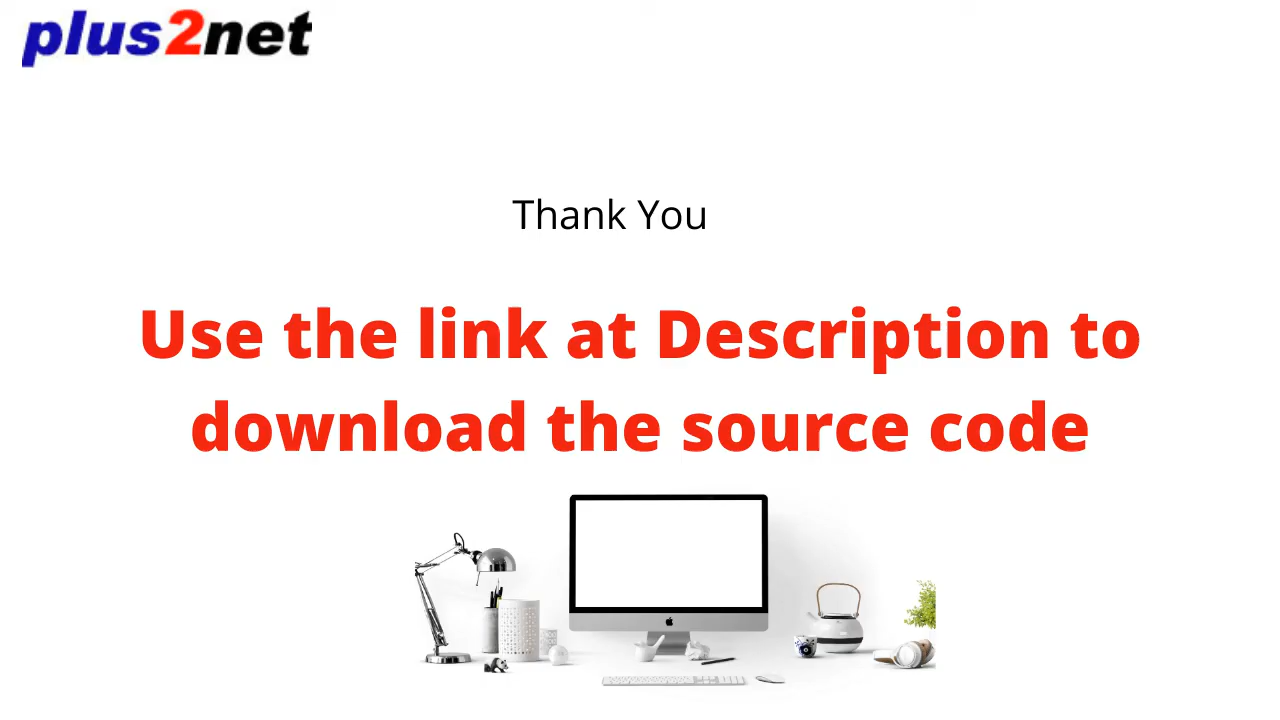 plus2net
Thank You
Use the link at Description to
download the source code